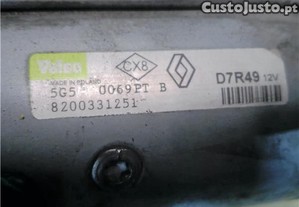 CustoJusto.pt
Valeo
CX8
D7R49 12V
MADE IN POLAND
5G5 0069PT B
8200331251